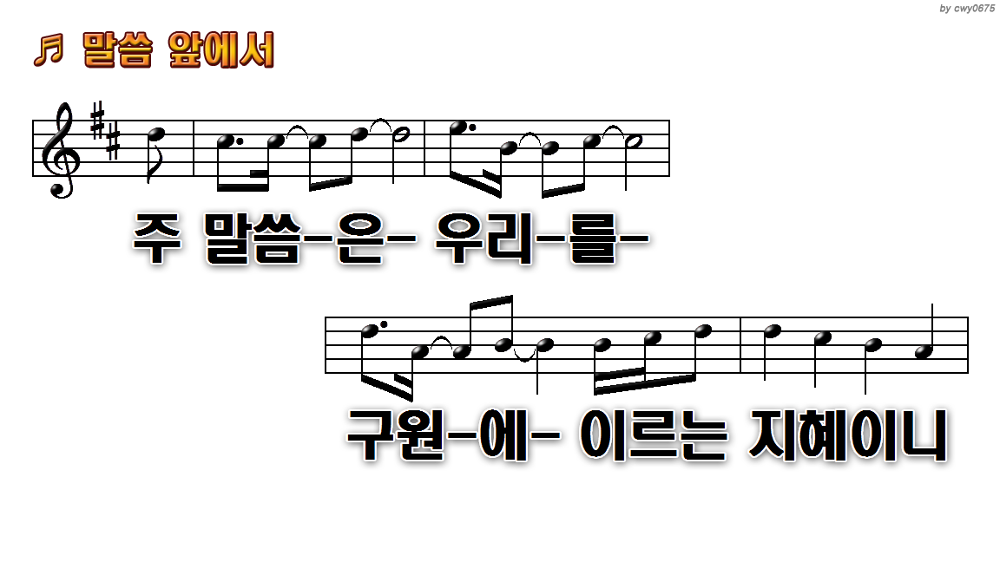 by cwy0675
♬ 말씀 앞에서
주 말씀-은- 우리-를-
구원-에- 이르는 지혜이니